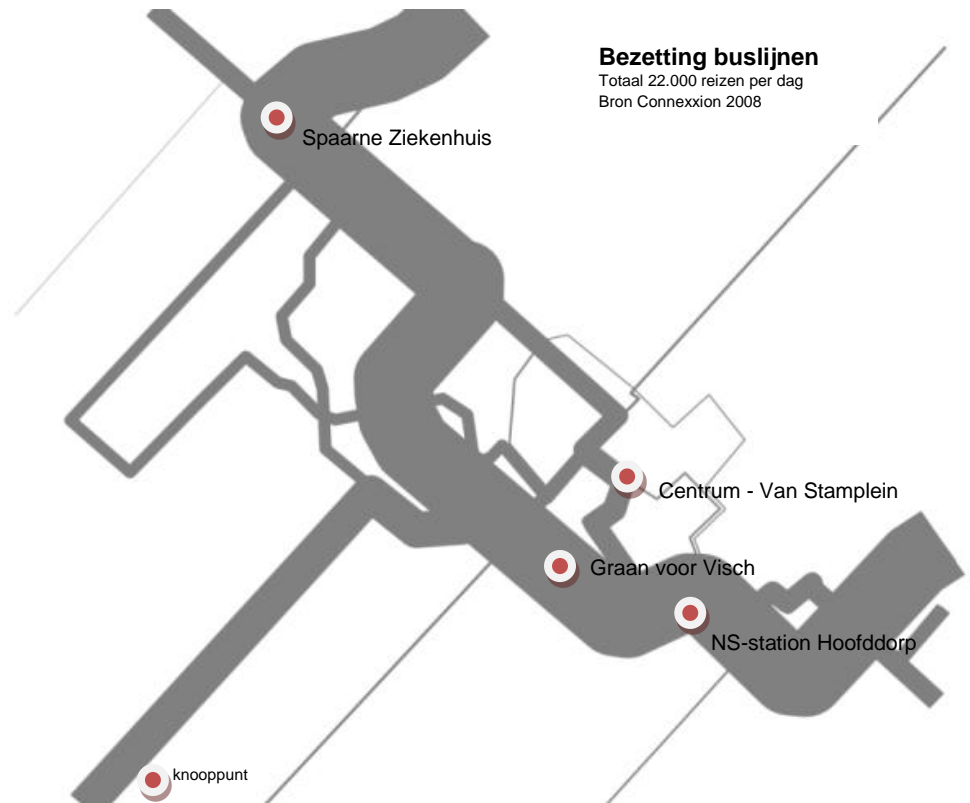 Bezetting buslijnen
Totaal 22.000 reizen per dag
Bron Connexxion 2008
Spaarne Ziekenhuis
Centrum - Van Stamplein
Graan voor Visch
NS-station Hoofddorp
knooppunt